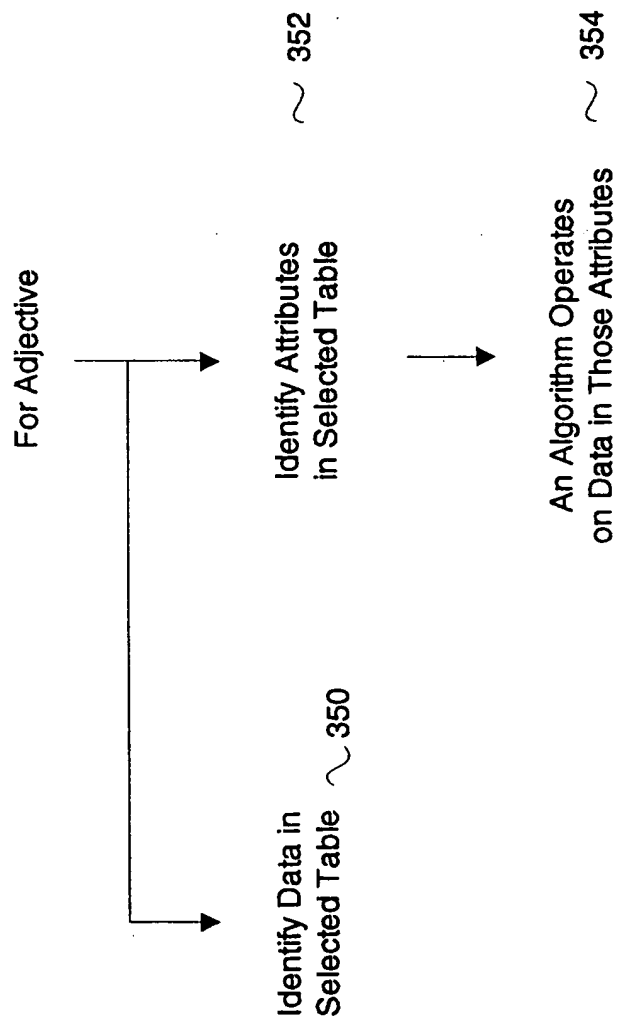 For Adjective
Identify Data in
Selected Table 350
Identify Attributes
in Selected Table
352
An Algorithm Operates
on Data in Those Attributes
354